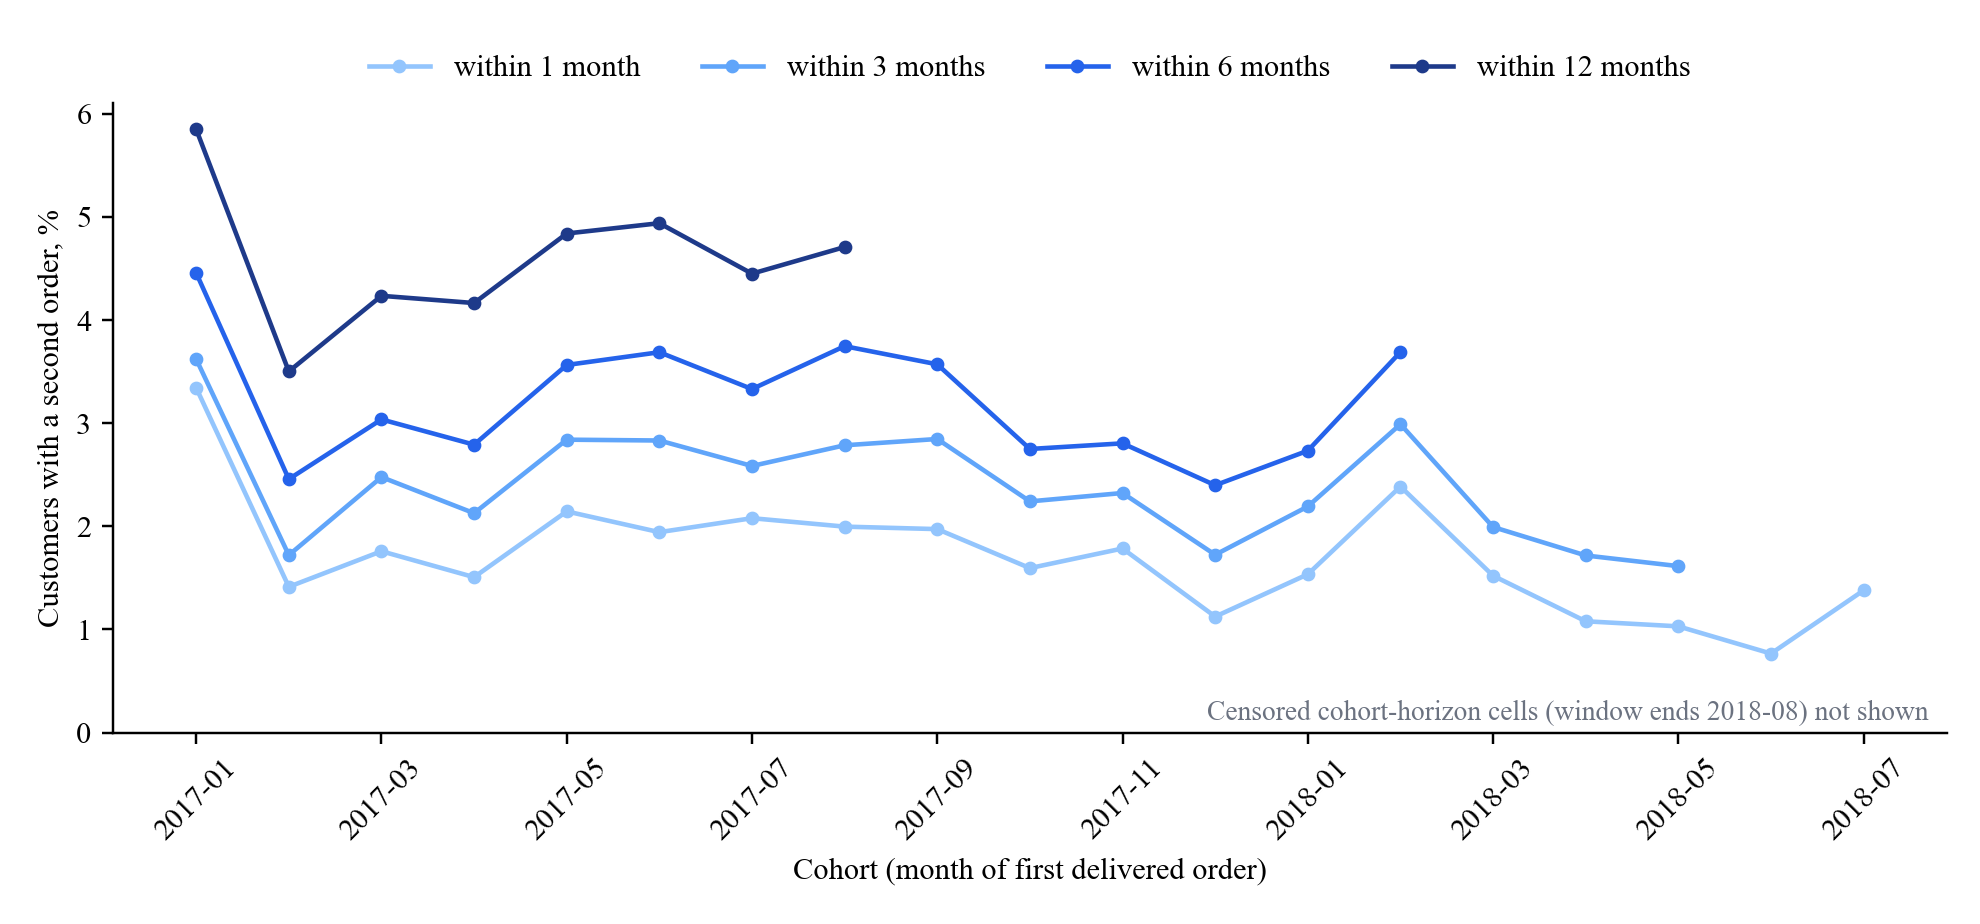 within 1 month within 3 months within 6 months within 12 months
Customers with a second order, %
6
5
4
3
2
1
0
Censored cohort-horizon cells (window ends 2018-08) not shown
2017-01 2017-03 2017-05 2017-07 2017-09 2017-11 2018-01 2018-03 2018-05 2018-07
Cohort (month of first delivered order)